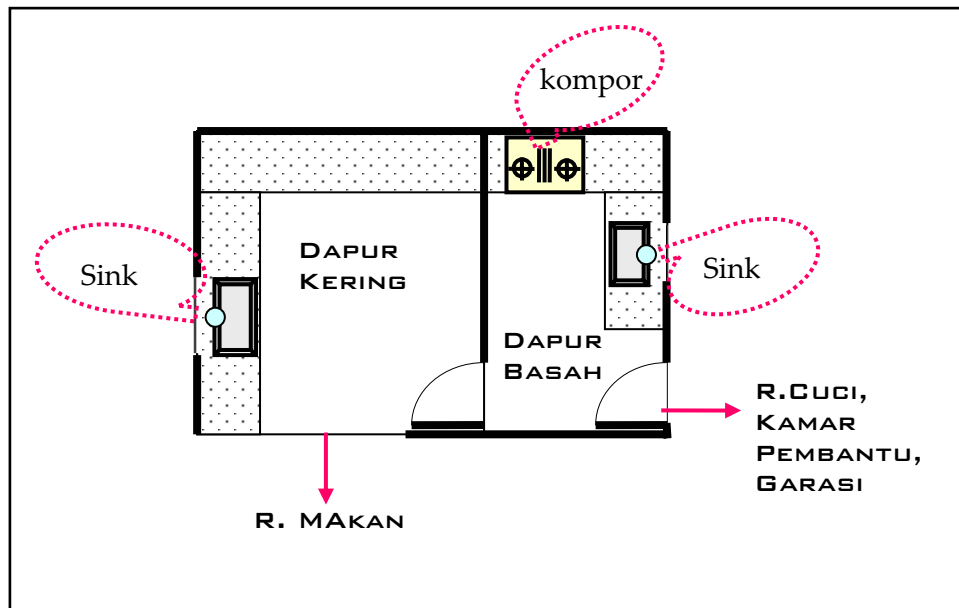 kompor
Sink
DAPUR
KERING
Sink
DAPUR
BASAH
R.CUCI,
KAMAR
PEMBANTU,
GARASI
R. MAKAN